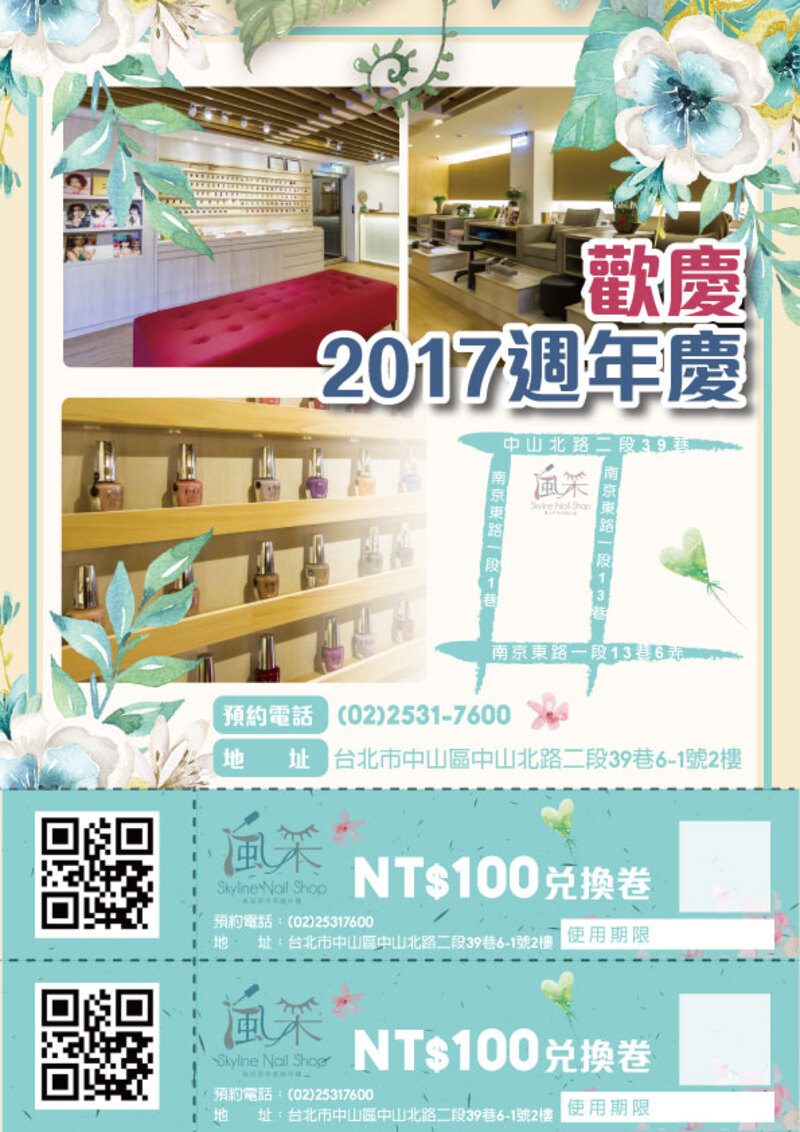 歡慶
2017週年慶
中山北路二段39巷
南京東路一段1巷
風采
Skyline Nail Shop
南京東路一段13巷
南京東路一段13巷6弄
預約電話 (02)2531-7600
地 址 台北市中山區中山北路二段39巷6-1號2樓
風采
Skyline Nail Shop
NT$100兌換卷
預約電話：(02)25317600
地 址：台北市中山區中山北路二段39巷6-1號2樓
使用期限
風采
Skyline Nail Shop
NT$100兌換卷
預約電話：(02)25317600
地 址：台北市中山區中山北路二段39巷6-1號2樓
使用期限